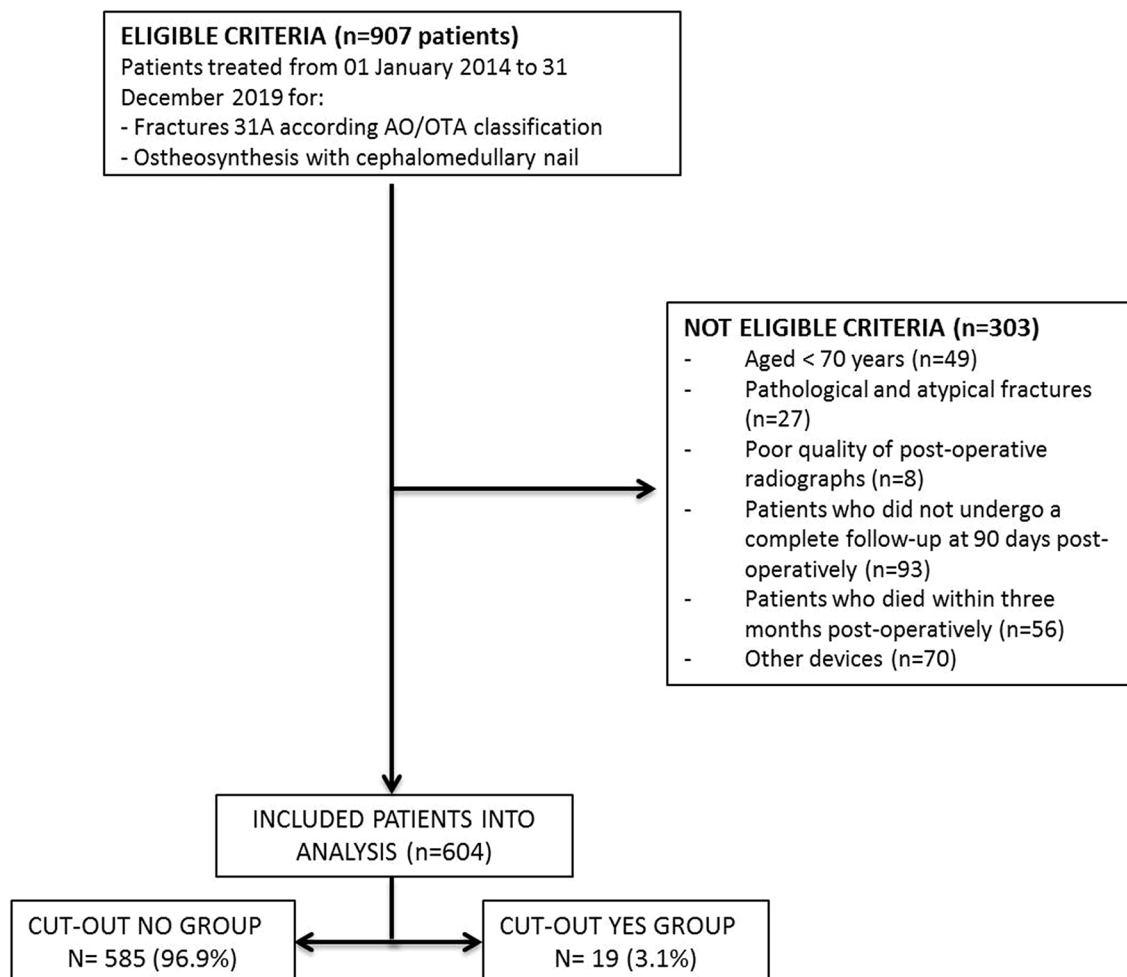 ELIGIBLE CRITERIA (n=907 patients)
Patients treated from 01 January 2014 to 31
December 2019 for:
- Fractures 31A according AO/OTA classification
- Ostheosynthesis with cephalomedullary nail
NOT ELIGIBLE CRITERIA (n=303)
- Aged < 70 years (n=49)
- Pathological and atypical fractures
(n=27)
- Poor quality of post-operative
radiographs (n=8)
- Patients who did not undergo a
complete follow-up at 90 days post-
operatively (n=93)
- Patients who died within three
months post-operatively (n=56)
- Other devices (n=70)
INCLUDED PATIENTS INTO
ANALYSIS (n=604)
CUT-OUT NO GROUP
N= 585 (96.9%)
CUT-OUT YES GROUP
N= 19 (3.1%)